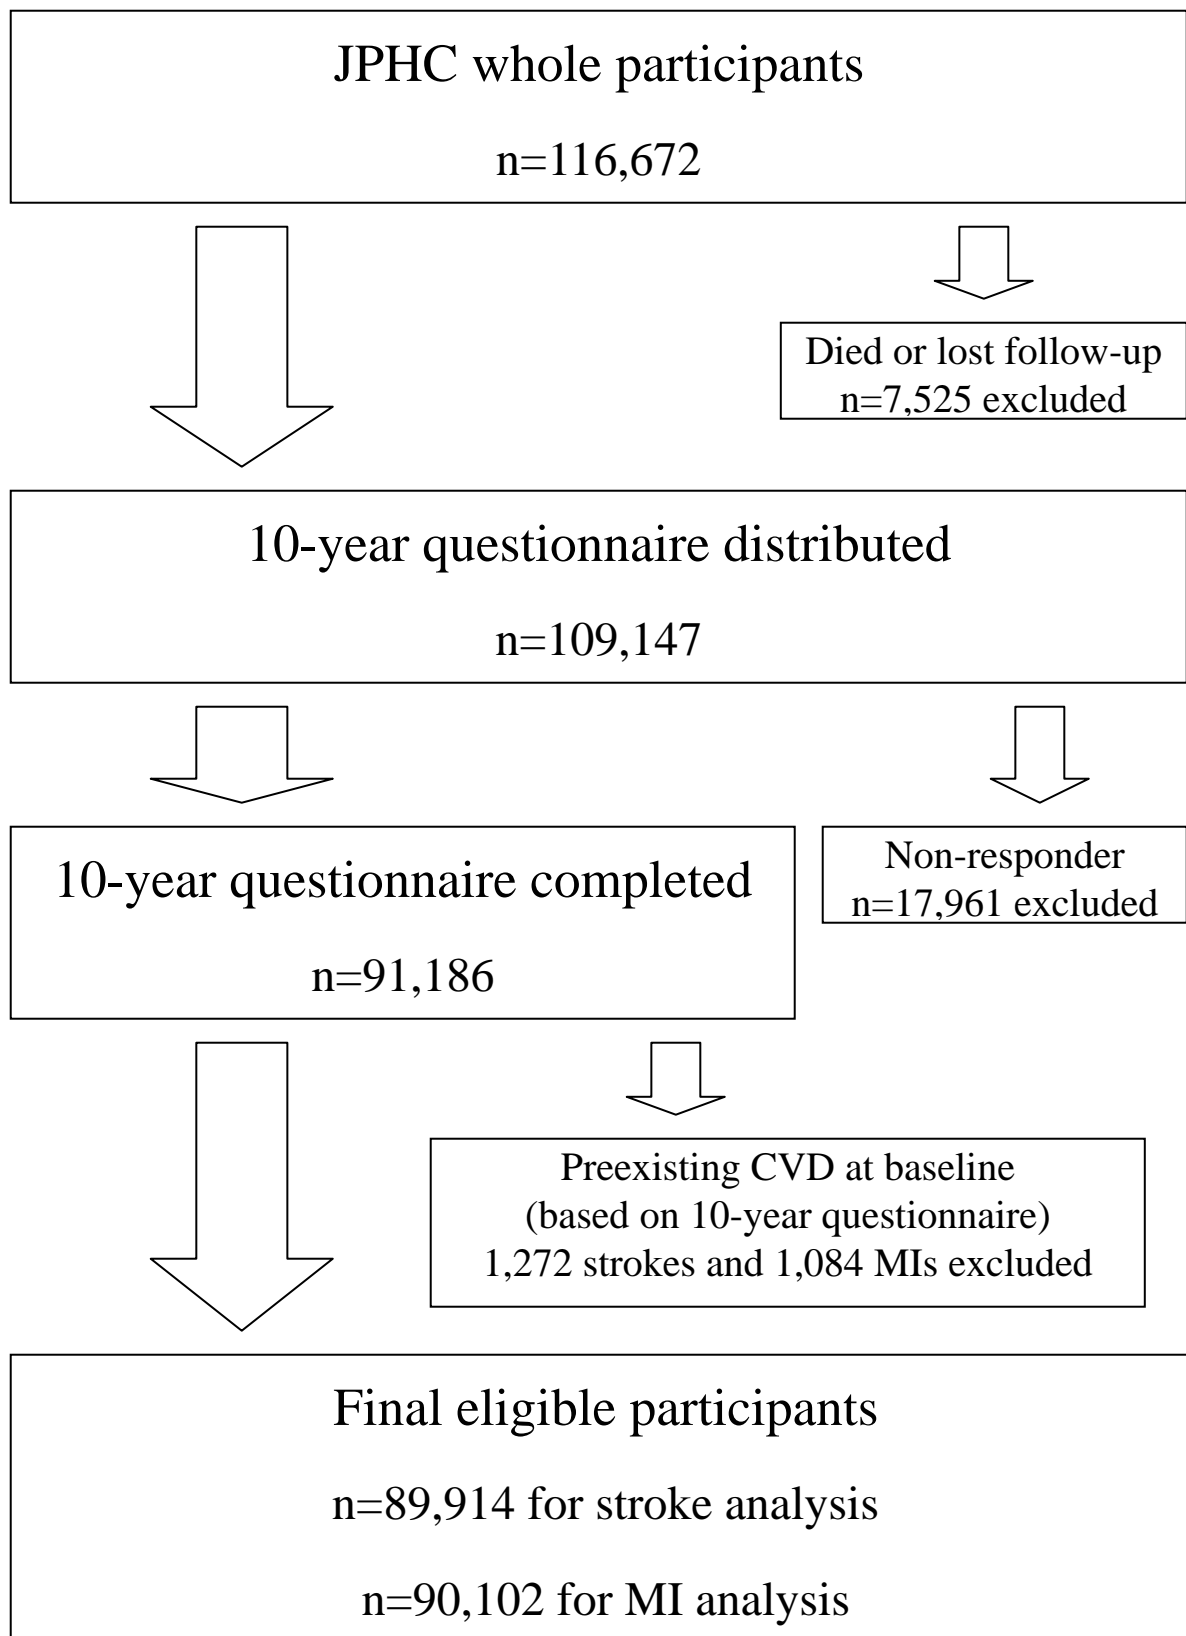 JPHC whole participants
n=116,672
Died or lost follow-up
n=7,525 excluded
10-year questionnaire distributed
n=109,147
10-year questionnaire completed
n=91,186
Non-responder
n=17,961 excluded
Preexisting CVD at baseline
(based on 10-year questionnaire)
1,272 strokes and 1,084 MIs excluded
Final eligible participants
n=89,914 for stroke analysis
n=90,102 for MI analysis